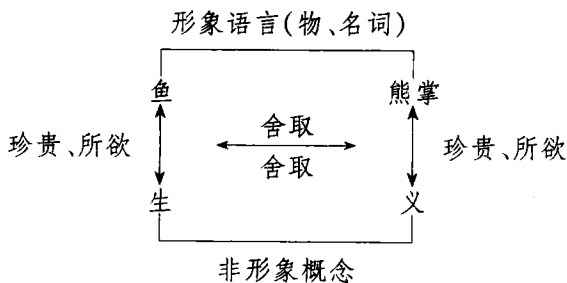 形象语言(物、名词)
鱼 熊掌
舍取
珍贵、所欲 珍贵、所欲
舍取
生 义
非形象概念